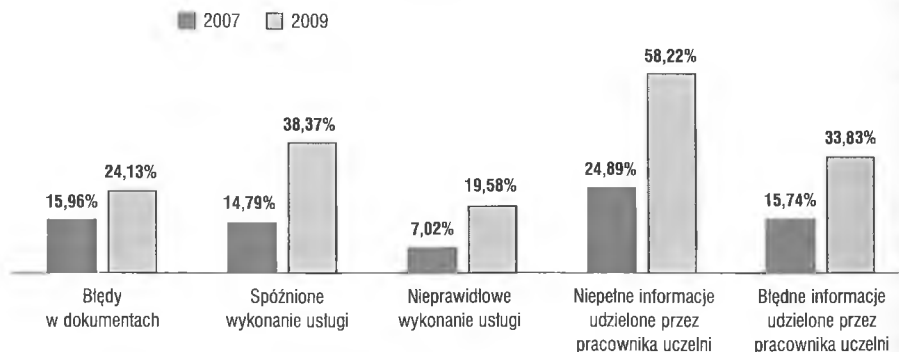 2007 2009
58,22%
38,37%
33,83%
24,13%
24,89%
19,58%
15,96%
14,79%
15,74%
7,02%
Błędy
w dokumentach
Spóźnione
wykonanie usługi
Nieprawidłowe
wykonanie usługi
Niepełne informacje
udzielone przez
pracownika uczelni
Błędne informacje
udzielone przez
pracownika uczelni